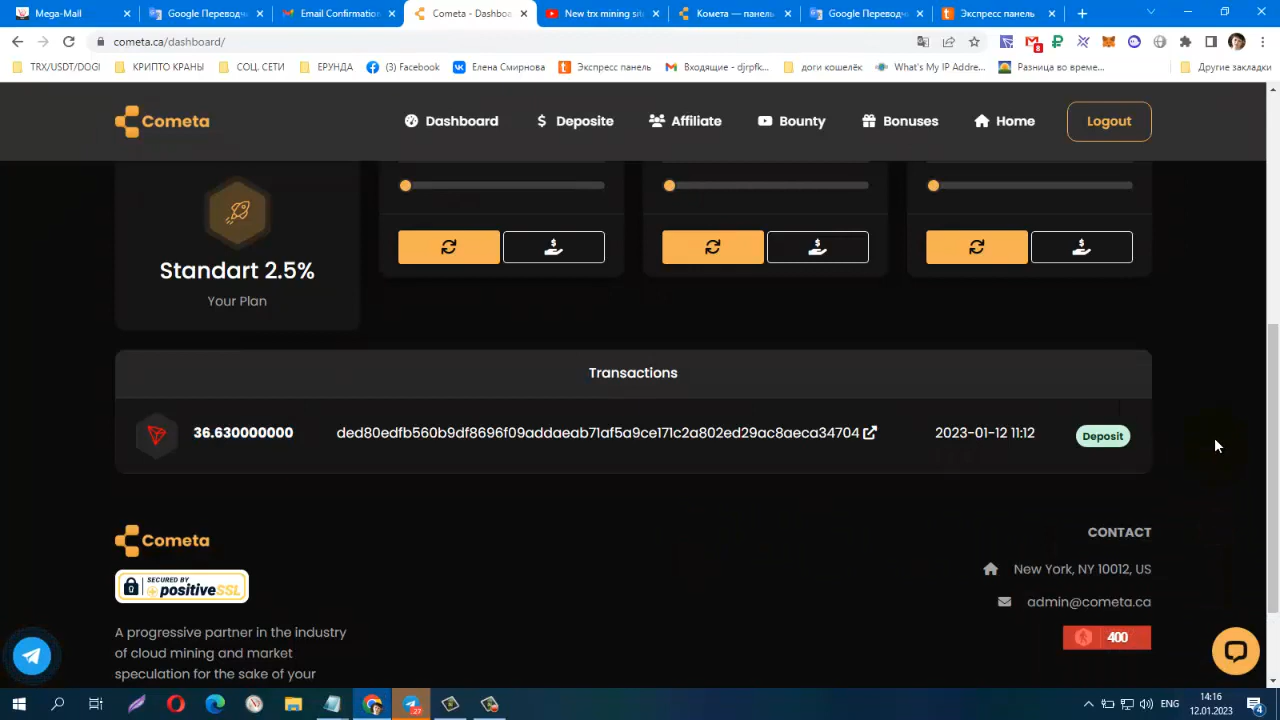 Mega-Mall
Google Переводч
Email Confirmation
Cometa - Dashboa
New trx mining sit
Комета — панель
Google Переводч
Экспресс панель
cometa.ca/dashboard/
8
TRX/USDT/DOGI
КРИПТО КРАНЫ
СОЦ. СЕТИ
ЕРУНДА
(3) Facebook
Елена Смирнова
Экспресс панель
Входящие - djrpfk...
доги кошелёк
What's My IP Addre...
Разница во време...
Другие закладки
Cometa
Dashboard
Deposite
Affiliate
Bounty
Bonuses
Home
Logout
Standart 2.5%
Your Plan
Transactions
36.630000000
ded80edfb560b9df8696f09addaeab71af5a9ce171c2a802ed29ac8aeca34704
2023-01-12 11:12
Deposit
Cometa
SECURED BY
positiveSSL
A progressive partner in the industry
of cloud mining and market
speculation for the sake of your
CONTACT
New York, NY 10012, US
admin@cometa.ca
400
27
ENG
14:16
12.01.2023
4